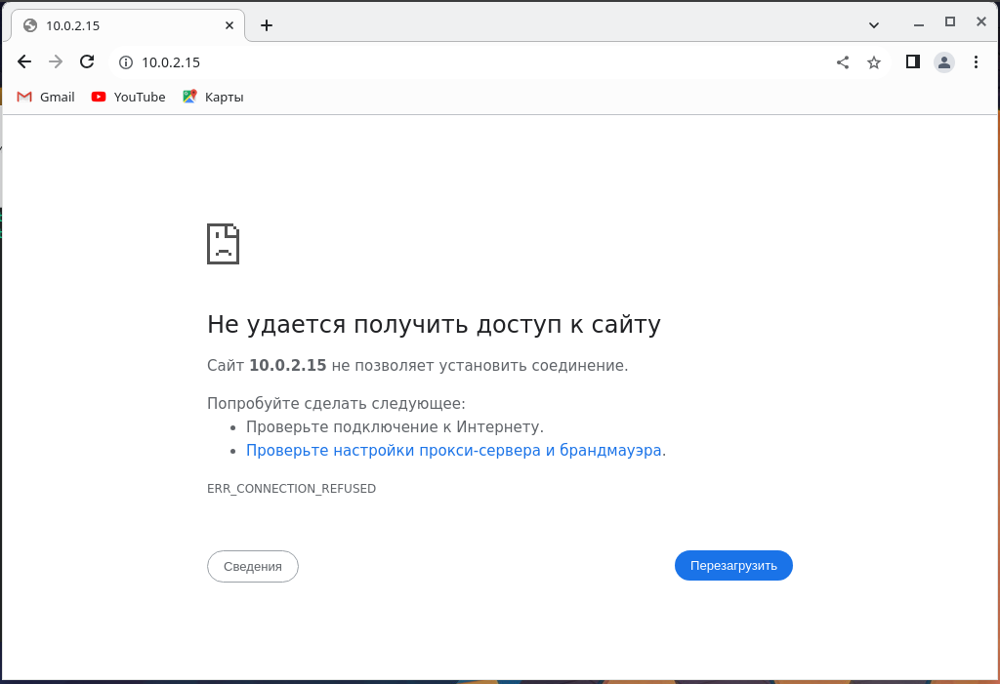 10.0.2.15
10.0.2.15
Gmail YouTube Карты
Не удается получить доступ к сайту
Сайт 10.0.2.15 не позволяет установить соединение.
Попробуйте сделать следующее:
Проверьте подключение к Интернету.
Проверьте настройки прокси-сервера и брандмауэра.
ERR_CONNECTION_REFUSED
Сведения Перезагрузить